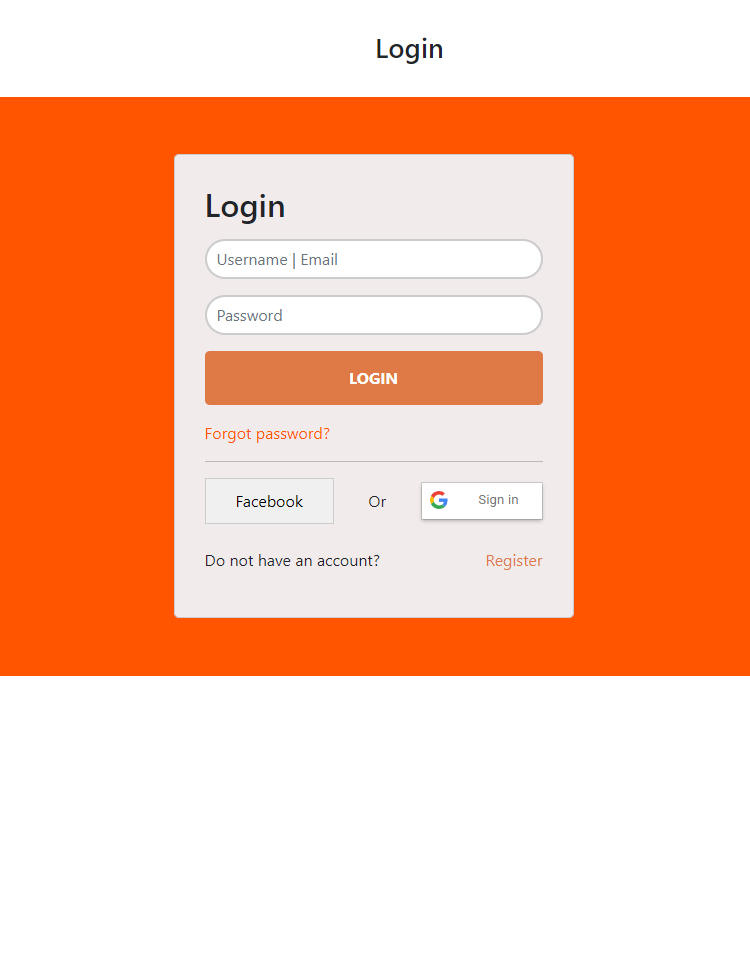 Login
Login
Username | Email
Password
LOGIN
Forgot password?
Facebook Or Sign in
Do not have an account? Register